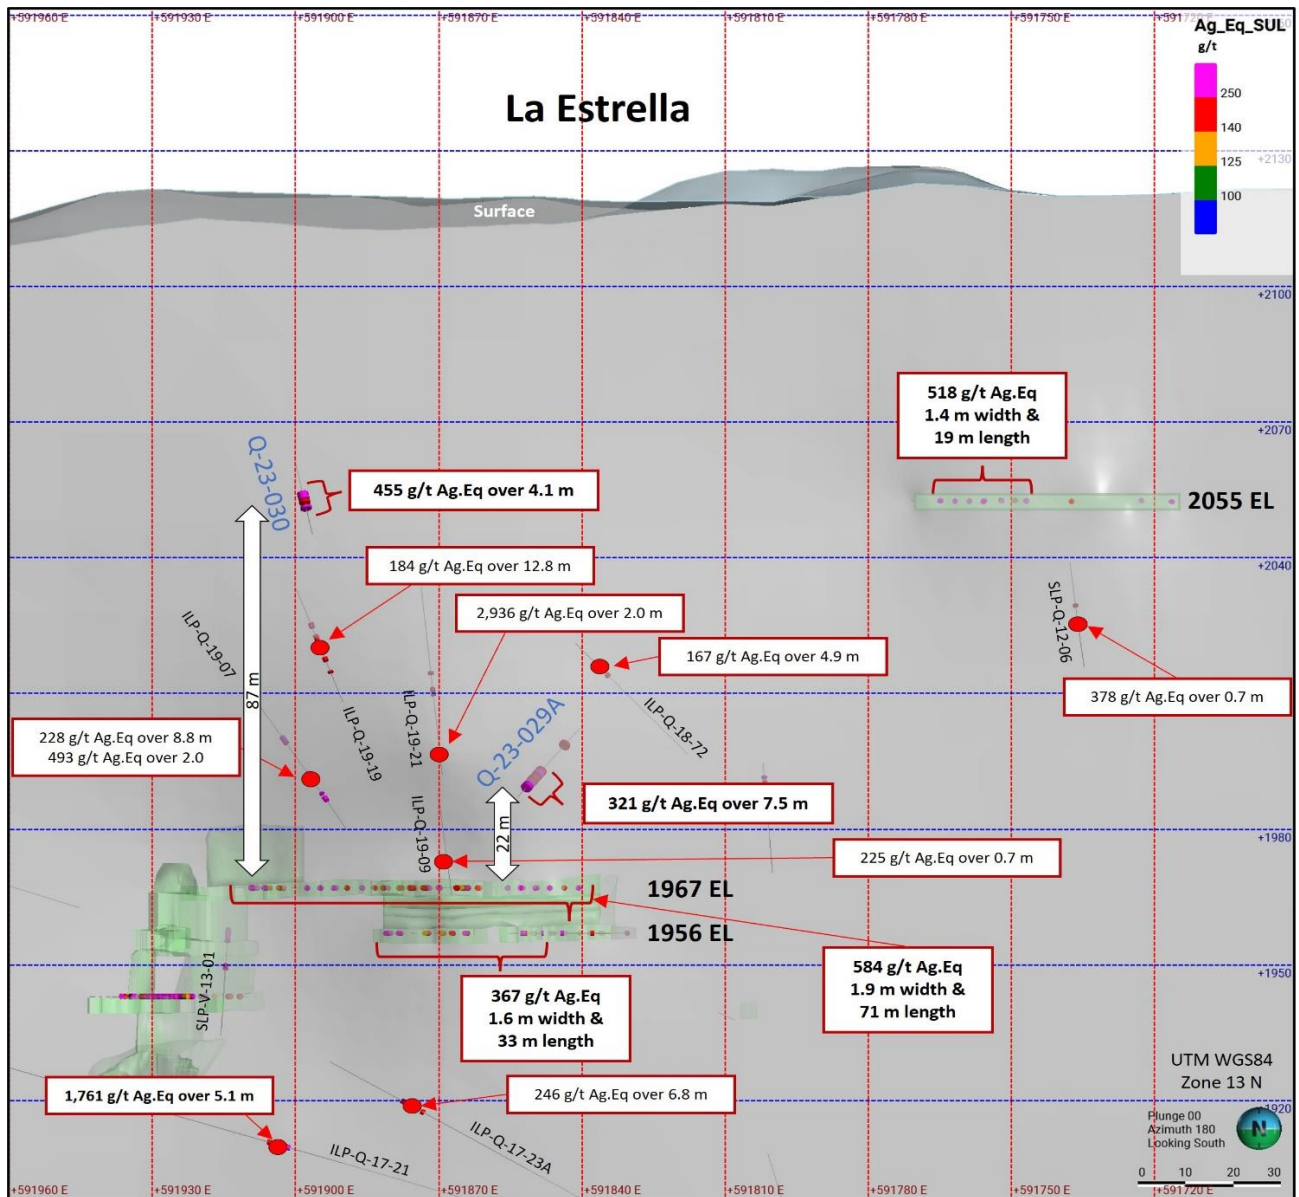 591960 E
591930 E
591900 E
591870 E
591840 E
591810 E
591780 E
591750 E
Ag_Eq_SUL
g/t
250
140
125
100
La Estrella
+2130
Surface
+2100
518 g/t Ag.Eq
1.4 m width &
19 m length
+2070
Q-23-030
455 g/t Ag.Eq over 4.1 m
2055 EL
184 g/t Ag.Eq over 12.8 m
+2040
2,936 g/t Ag.Eq over 2.0 m
SLP-Q-12-06
ILP-Q-19-07
167 g/t Ag.Eq over 4.9 m
87 m
378 g/t Ag.Eq over 0.7 m
228 g/t Ag.Eq over 8.8 m
493 g/t Ag.Eq over 2.0
ILP-Q-19-19
ILP-Q-19-21
Q-23-029A
ILP-Q-18-72
321 g/t Ag.Eq over 7.5 m
+1980
22 m
ILP-Q-19-09
225 g/t Ag.Eq over 0.7 m
1967 EL
1956 EL
+1950
SLP-V-13-01
367 g/t Ag.Eq
1.6 m width &
33 m length
584 g/t Ag.Eq
1.9 m width &
71 m length
UTM WGS84
Zone 13 N
1,761 g/t Ag.Eq over 5.1 m
246 g/t Ag.Eq over 6.8 m
+1920
ILP-Q-17-21
ILP-Q-17-23A
Plunge 00
Azimuth 180
Looking South
N
0 10 20 30
591960 E
591930 E
591900 E
591870 E
591840 E
591810 E
591780 E
591750 E
591720 E